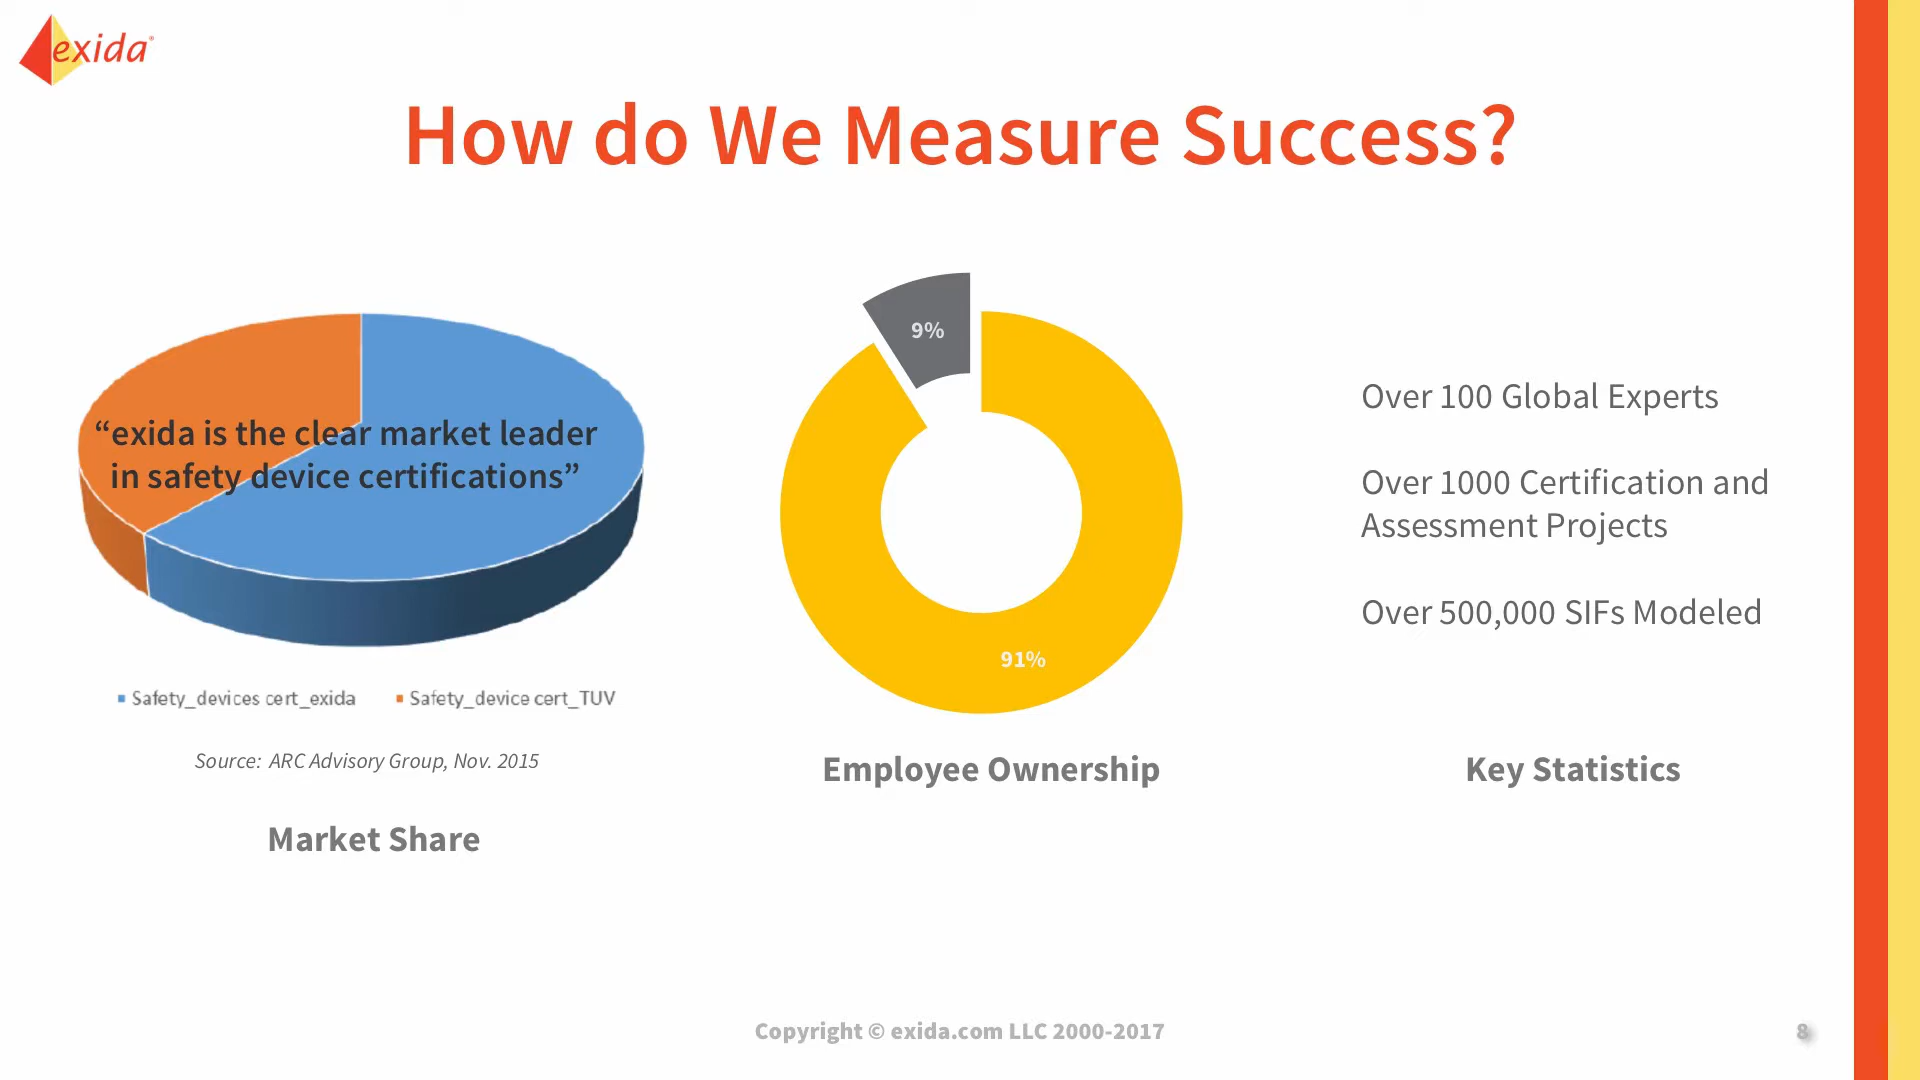 exida
How do We Measure Success?
“exida is the clear market leader
in safety device certifications”
Safety_devices cert_exida
Safety_device cert_TUV
Source: ARC Advisory Group, Nov. 2015
Market Share
9%
91%
Employee Ownership
Over 100 Global Experts
Over 1000 Certification and
Assessment Projects
Over 500,000 SIFs Modeled
Key Statistics
Copyright © exida.com LLC 2000-2017
8